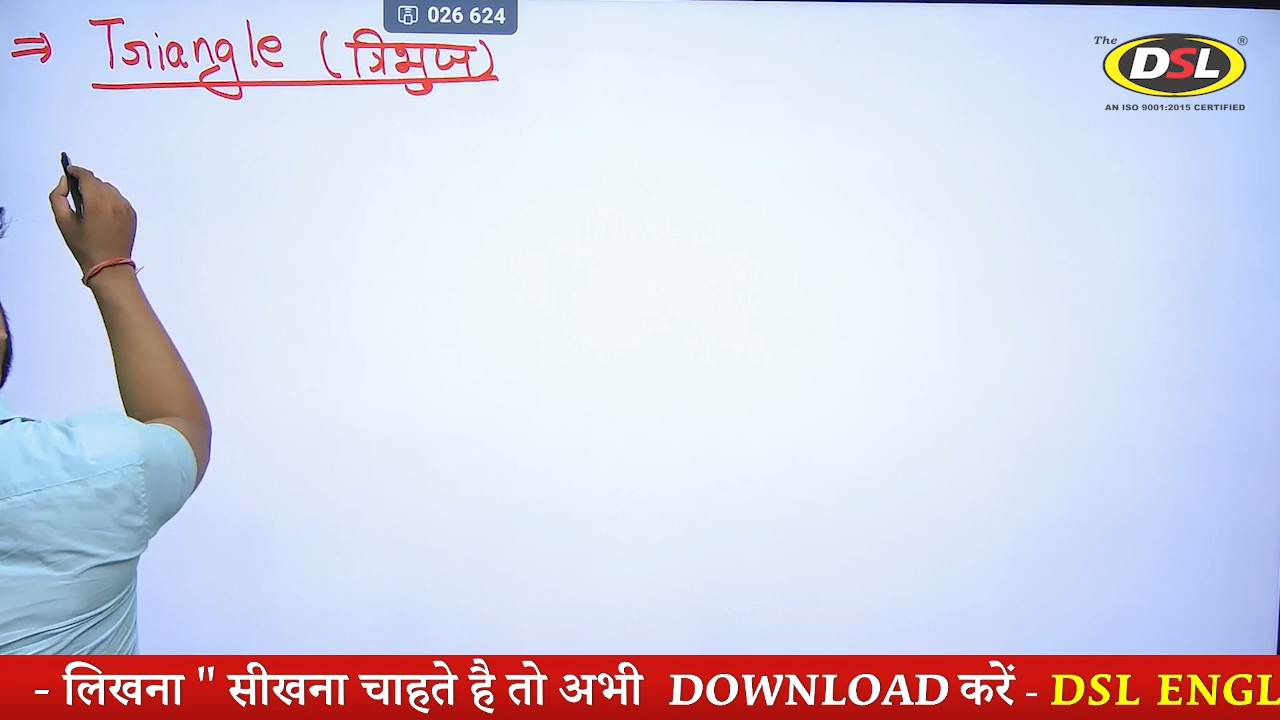 026 624
⇒ Triangle (त्रिभुज)
The DSL ®
AN ISO 9001:2015 CERTIFIED
- लिखना " सीखना चाहते है तो अभी DOWNLOAD करें - DSL ENGL